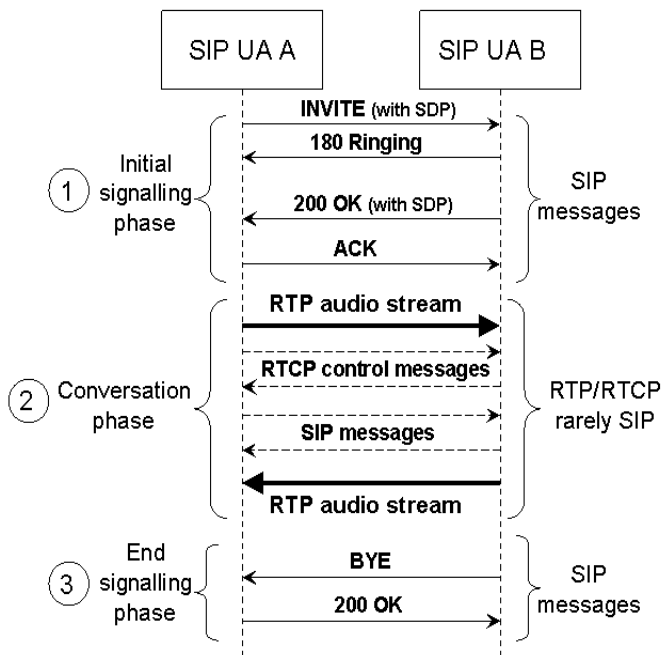 SIP UA A
SIP UA B
INVITE (with SDP)
180 Ringing
1
Initial
signalling
phase
SIP
messages
200 OK (with SDP)
ACK
RTP audio stream
RTCP control messages
2
Conversation
phase
RTP/RTCP
rarely SIP
SIP messages
RTP audio stream
3
End
signalling
phase
BYE
200 OK
SIP
messages